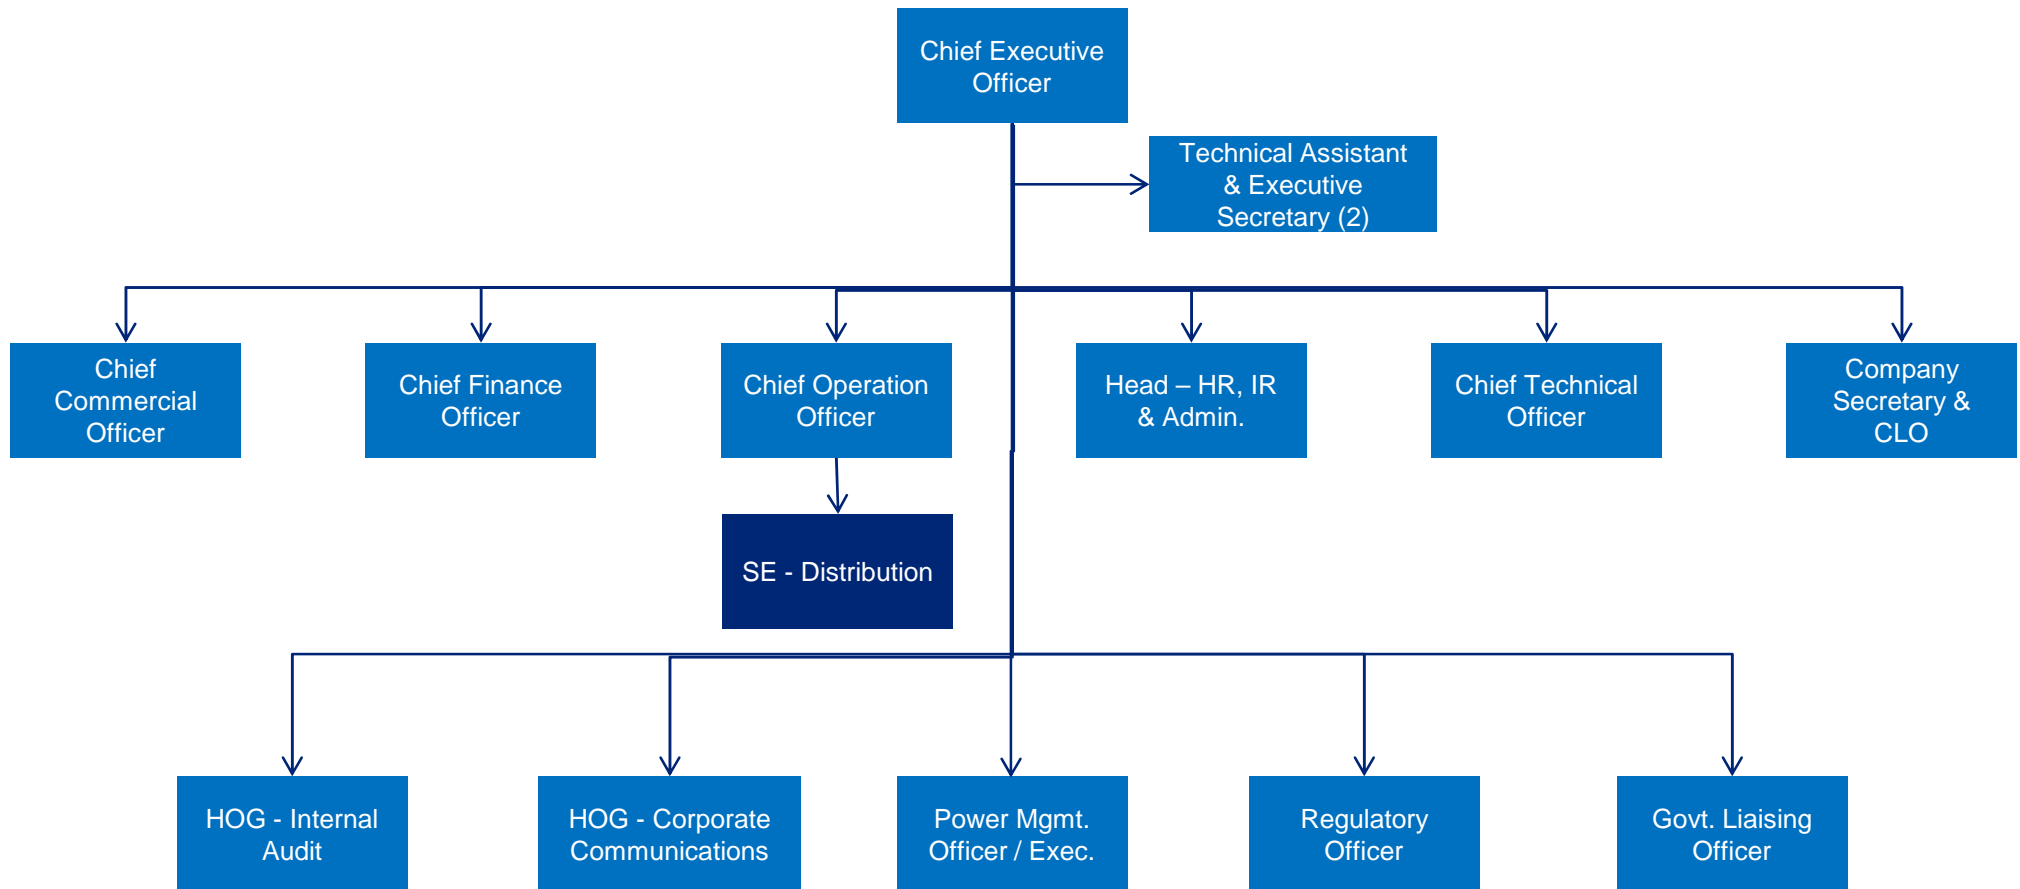 Chief Executive
Officer
Technical Assistant
& Executive
Secretary (2)
Chief
Commercial
Officer
Chief Finance
Officer
Chief Operation
Officer
Head – HR, IR
& Admin.
Chief Technical
Officer
Company
Secretary &
CLO
SE - Distribution
HOG - Internal
Audit
HOG - Corporate
Communications
Power Mgmt.
Officer / Exec.
Regulatory
Officer
Govt. Liaising
Officer